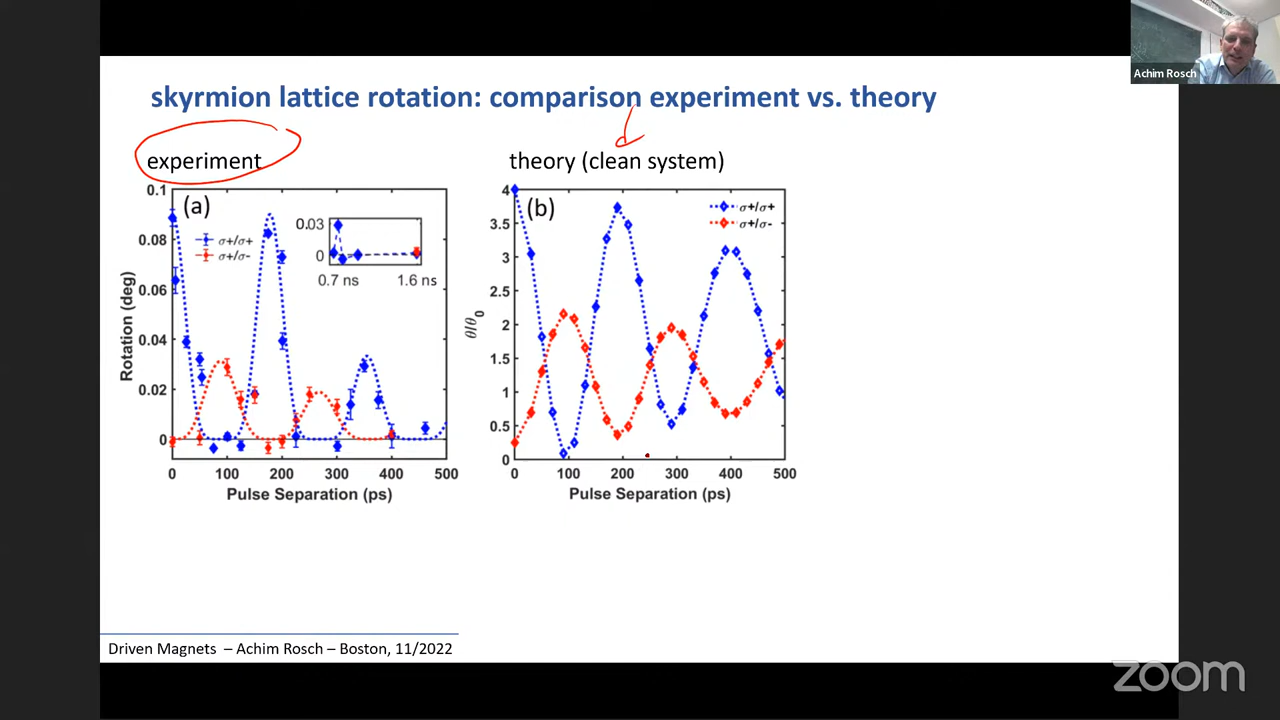 Achim Rosch
skyrmion lattice rotation: comparison experiment vs. theory
experiment
theory (clean system)
(a)
σ+/σ+
σ+/σ-
0.03
0
0.7 ns
1.6 ns
0.1
0.08
0.06
0.04
0.02
0
Rotation (deg)
0
100
200
300
400
500
Pulse Separation (ps)
(b)
σ+/σ+
σ+/σ-
4
3.5
3
2.5
2
1.5
1
0.5
0
θ/θ0
0
100
200
300
400
500
Pulse Separation (ps)
Driven Magnets – Achim Rosch – Boston, 11/2022
zoom